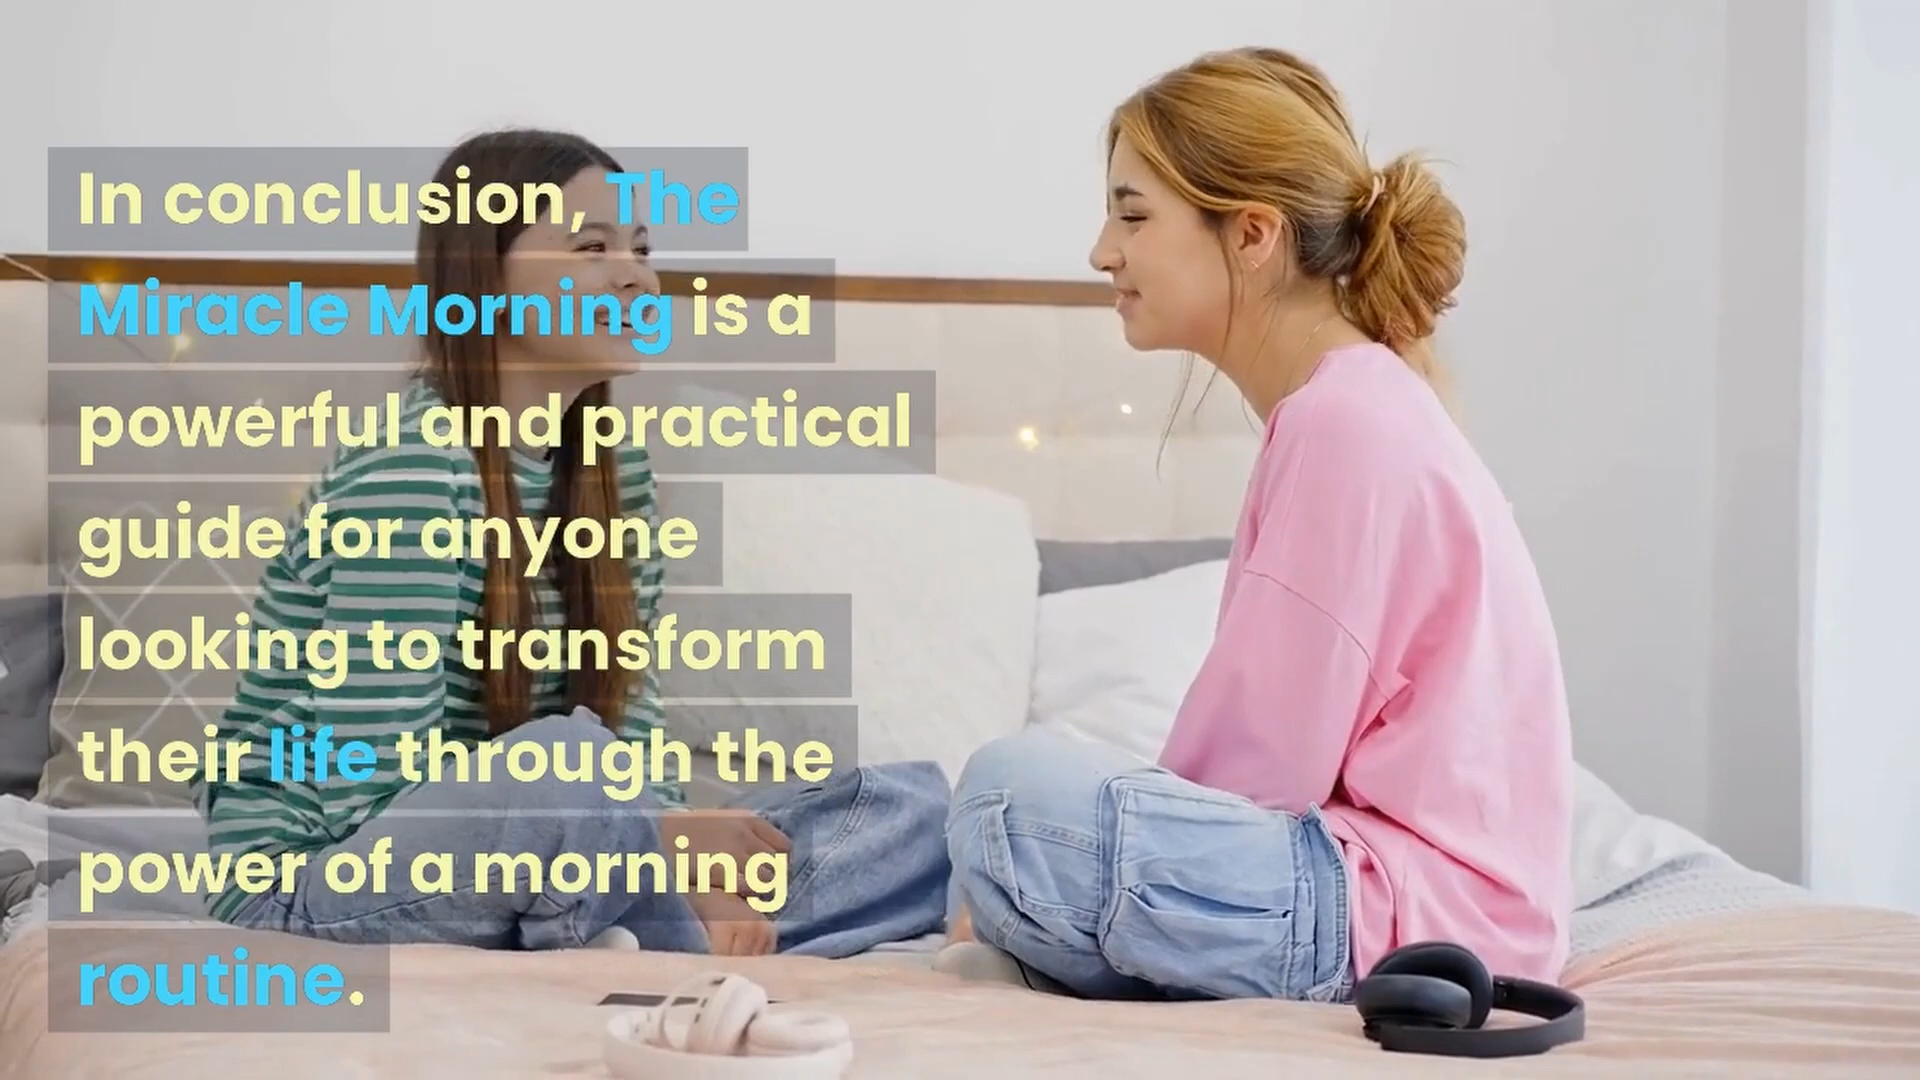 In conclusion, The
Miracle Morning is a
powerful and practical
guide for anyone
looking to transform
their life through the
power of a morning
routine.